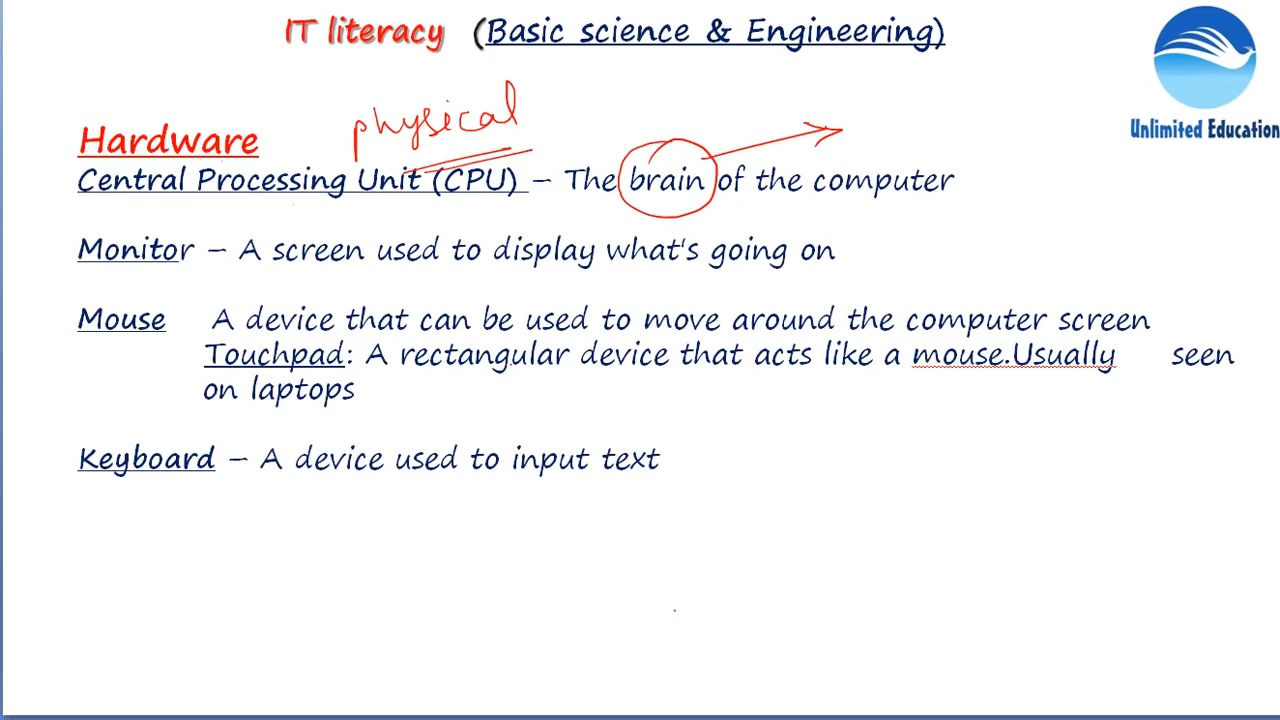 IT literacy (Basic science & Engineering)
Unlimited Education
physical
Hardware
Central Processing Unit (CPU) – The brain of the computer
Monitor – A screen used to display what's going on
Mouse A device that can be used to move around the computer screen
Touchpad: A rectangular device that acts like a mouse.Usually seen
on laptops
Keyboard – A device used to input text